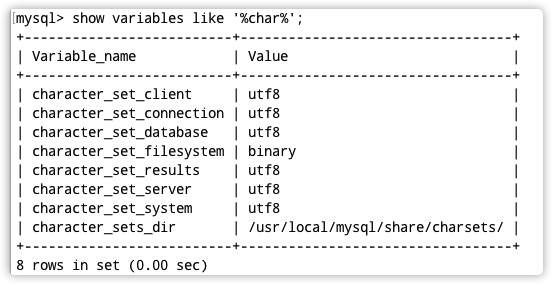 [mysql> show variables like '%char%';
+--------------------------+----------------------------------+
| Variable_name            | Value                            |
+--------------------------+----------------------------------+
| character_set_client     | utf8                             |
| character_set_connection | utf8                             |
| character_set_database   | utf8                             |
| character_set_filesystem | binary                           |
| character_set_results    | utf8                             |
| character_set_server     | utf8                             |
| character_set_system     | utf8                             |
| character_sets_dir       | /usr/local/mysql/share/charsets/ |
+--------------------------+----------------------------------+
8 rows in set (0.00 sec)